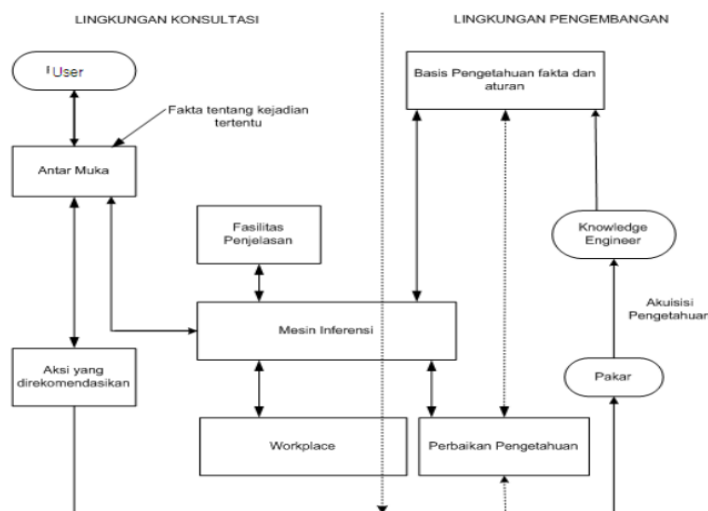 LINGKUNGAN KONSULTASI
LINGKUNGAN PENGEMBANGAN
User
Basis Pengetahuan fakta dan
aturan
Fakta tentang kejadian
tertentu
Antar Muka
Fasilitas
Penjelasan
Knowledge
Engineer
Akuisisi
Pengetahuan
Mesin Inferensi
Aksi yang
direkomendasikan
Pakar
Workplace
Perbaikan Pengetahuan